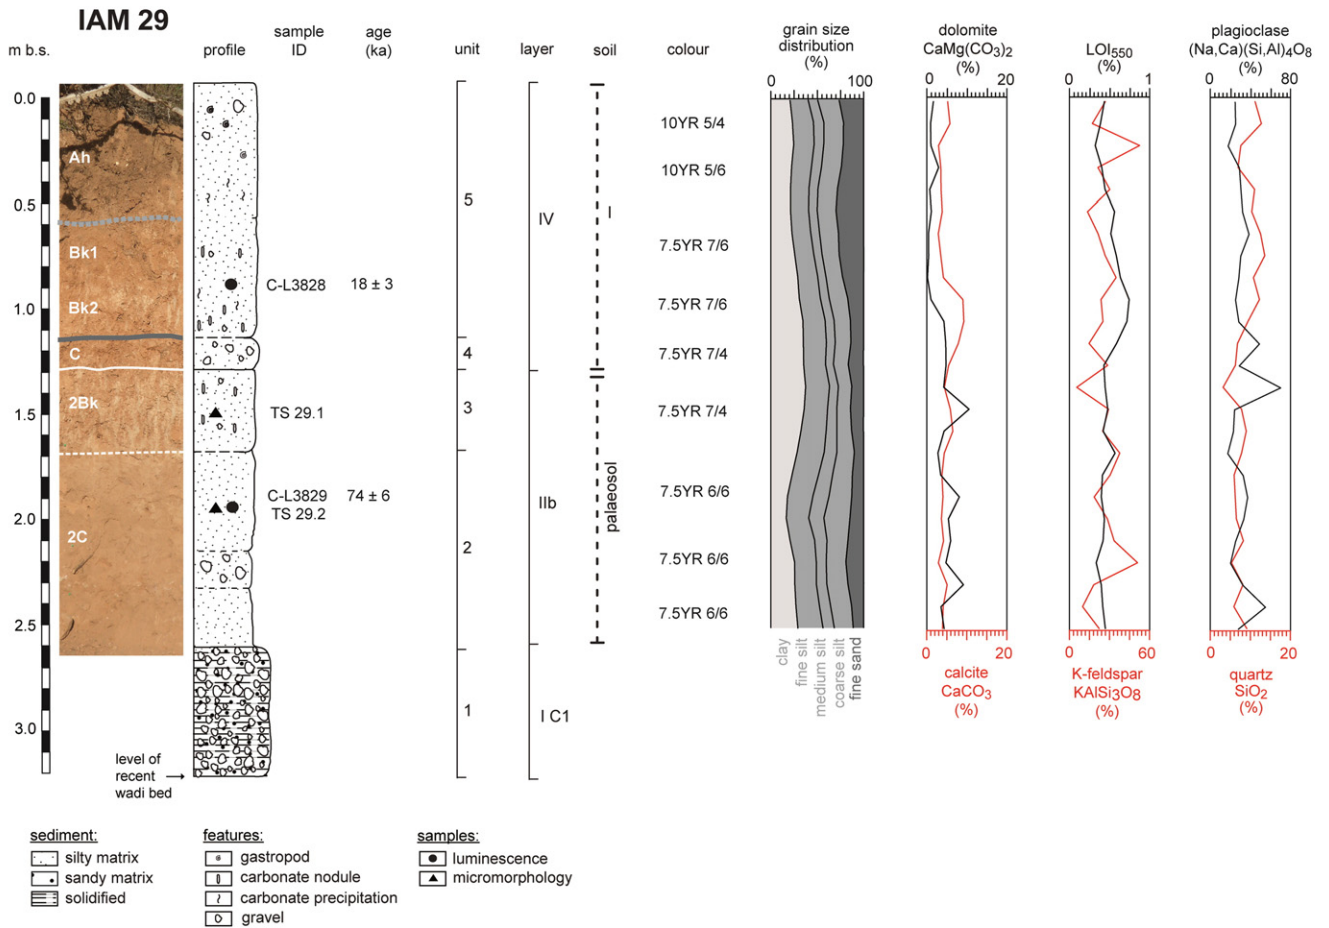 IAM 29
m b.s.
profile
sample
ID
age
(ka)
unit
layer
soil
colour
grain size
distribution
(%)
0 50 100
dolomite
CaMg(CO3)2
(%)
0 20
LOI550
(%)
0 1
plagioclase
(Na,Ca)(Si,Al)4O8
(%)
0 80
0.0
0.5
1.0
1.5
2.0
2.5
3.0
Ah
Bk1
Bk2
C
2Bk
2C
C-L3828 18 ± 3
TS 29.1
C-L3829 74 ± 6
TS 29.2
5
4
3
2
1
IV
IIb
I C1
I
palaeosol
10YR 5/4
10YR 5/6
7.5YR 7/6
7.5YR 7/6
7.5YR 7/4
7.5YR 7/4
7.5YR 6/6
7.5YR 6/6
7.5YR 6/6
clay
fine silt
medium silt
coarse silt
fine sand
0 20
calcite
CaCO3
(%)
0 60
K-feldspar
KAlSi3O8
(%)
0 20
quartz
SiO2
(%)
level of
recent
wadi bed
sediment:
silty matrix
sandy matrix
solidified
features:
gastropod
carbonate nodule
carbonate precipitation
gravel
samples:
luminescence
micromorphology